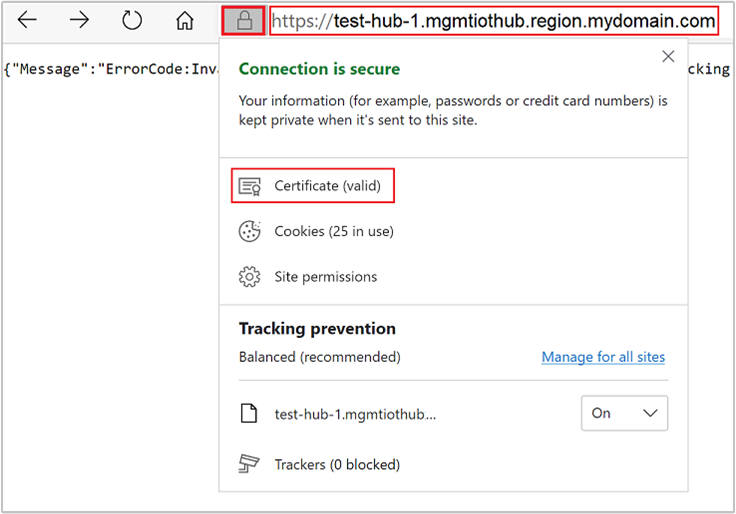 https://test-hub-1.mgmtiothub.region.mydomain.com
{"Message":"ErrorCode:Inva
cking
Connection is secure
Your information (for example, passwords or credit card numbers) is
kept private when it's sent to this site.
Certificate (valid)
Cookies (25 in use)
Site permissions
Tracking prevention
Balanced (recommended)
Manage for all sites
test-hub-1.mgmtiothub...
On
Trackers (0 blocked)